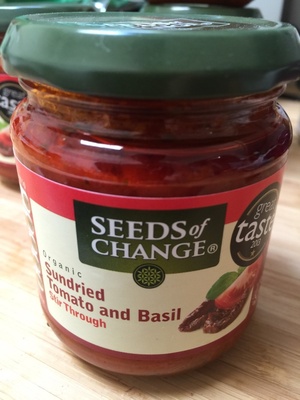 SEEDS of
CHANGE®
great
taste
Organic
Sundried
Tomato and Basil
Stir Through